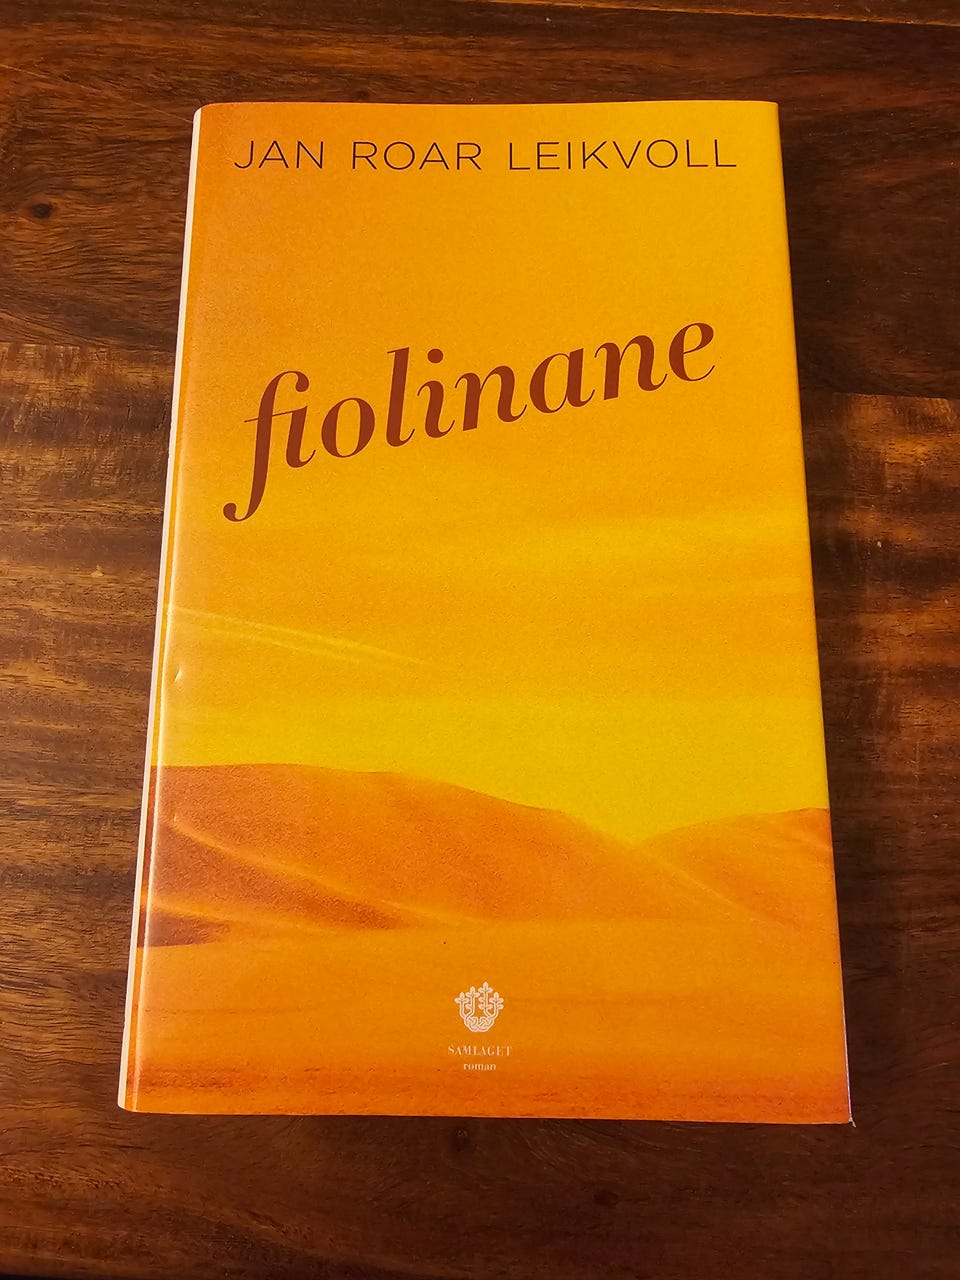 JAN ROAR LEIKVOLL
fiolinane
SAMLAGET
roman